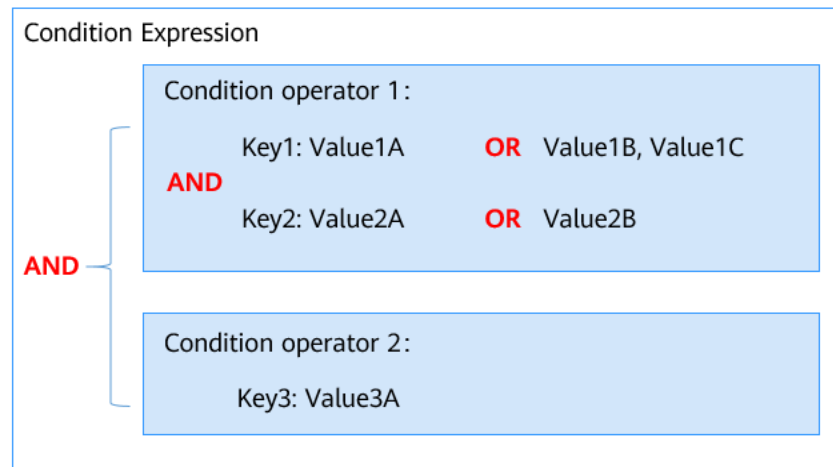 Condition Expression
Condition operator 1:
Key1: Value1A OR Value1B, Value1C
AND
Key2: Value2A OR Value2B
AND
Condition operator 2:
Key3: Value3A